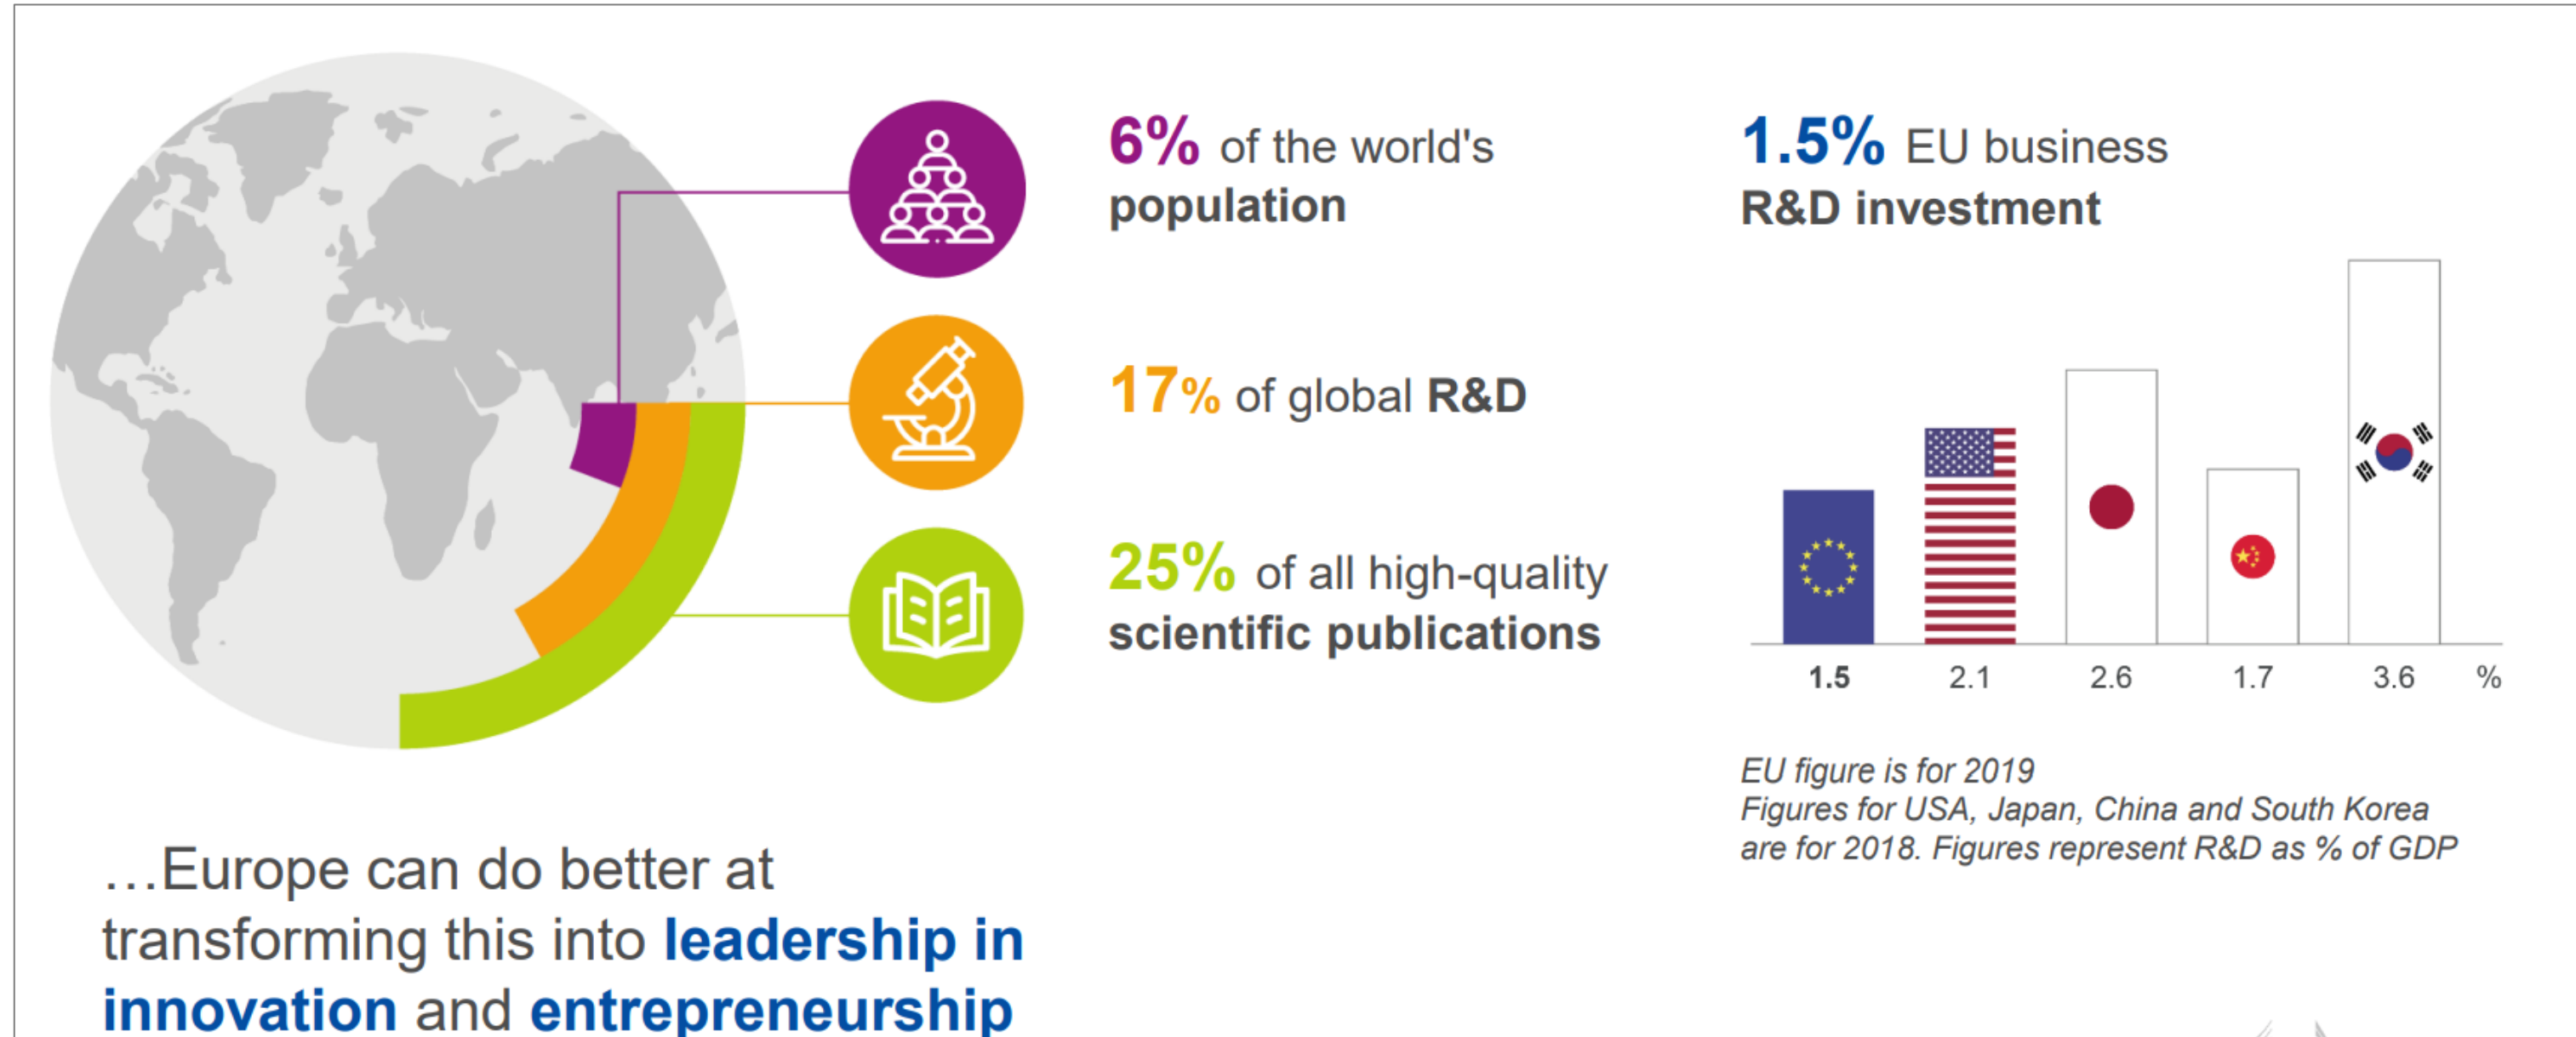 6% of the world's
population
17% of global R&D
25% of all high-quality
scientific publications
1.5% EU business
R&D investment
1.5 2.1 2.6 1.7 3.6 %
EU figure is for 2019
Figures for USA, Japan, China and South Korea
are for 2018. Figures represent R&D as % of GDP
…Europe can do better at
transforming this into leadership in
innovation and entrepreneurship